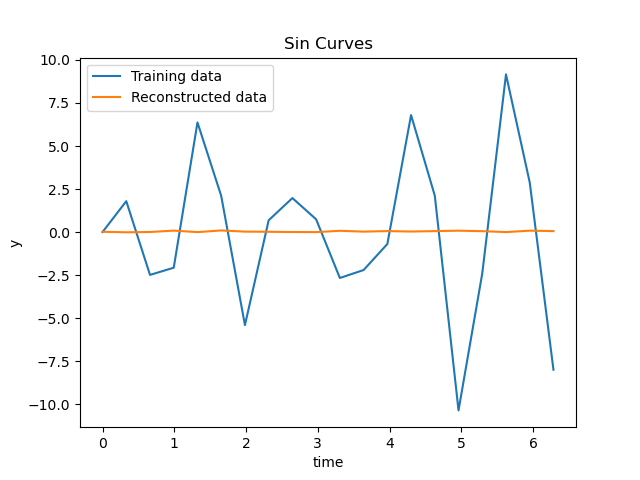 Sin Curves
Training data
Reconstructed data
10.0
7.5
5.0
2.5
0.0
−2.5
−5.0
−7.5
−10.0
y
0 1 2 3 4 5 6
time